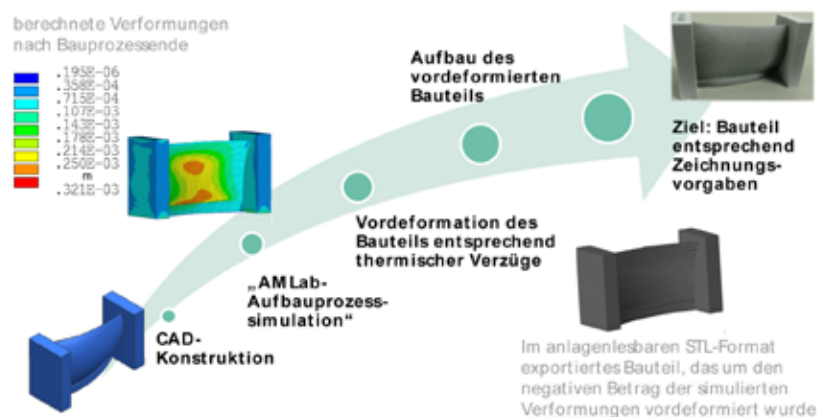 berechnete Verformungen
nach Bauprozessende
.195E-06
.358E-04
.715E-04
.107E-03
.143E-03
.178E-03
.214E-03
.250E-03
m
.321E-03
CAD-
Konstruktion
„AMLab-
Aufbauprozess-
simulation“
Vordeformation des
Bauteils entsprechend
thermischer Verzüge
Aufbau des
vordeformierten
Bauteils
Ziel: Bauteil
entsprechend
Zeichnungs-
vorgaben
Im anlagenlesbaren STL-Format
exportiertes Bauteil, das um den
negativen Betrag der simulierten
Verformungen vordeformiert wurde